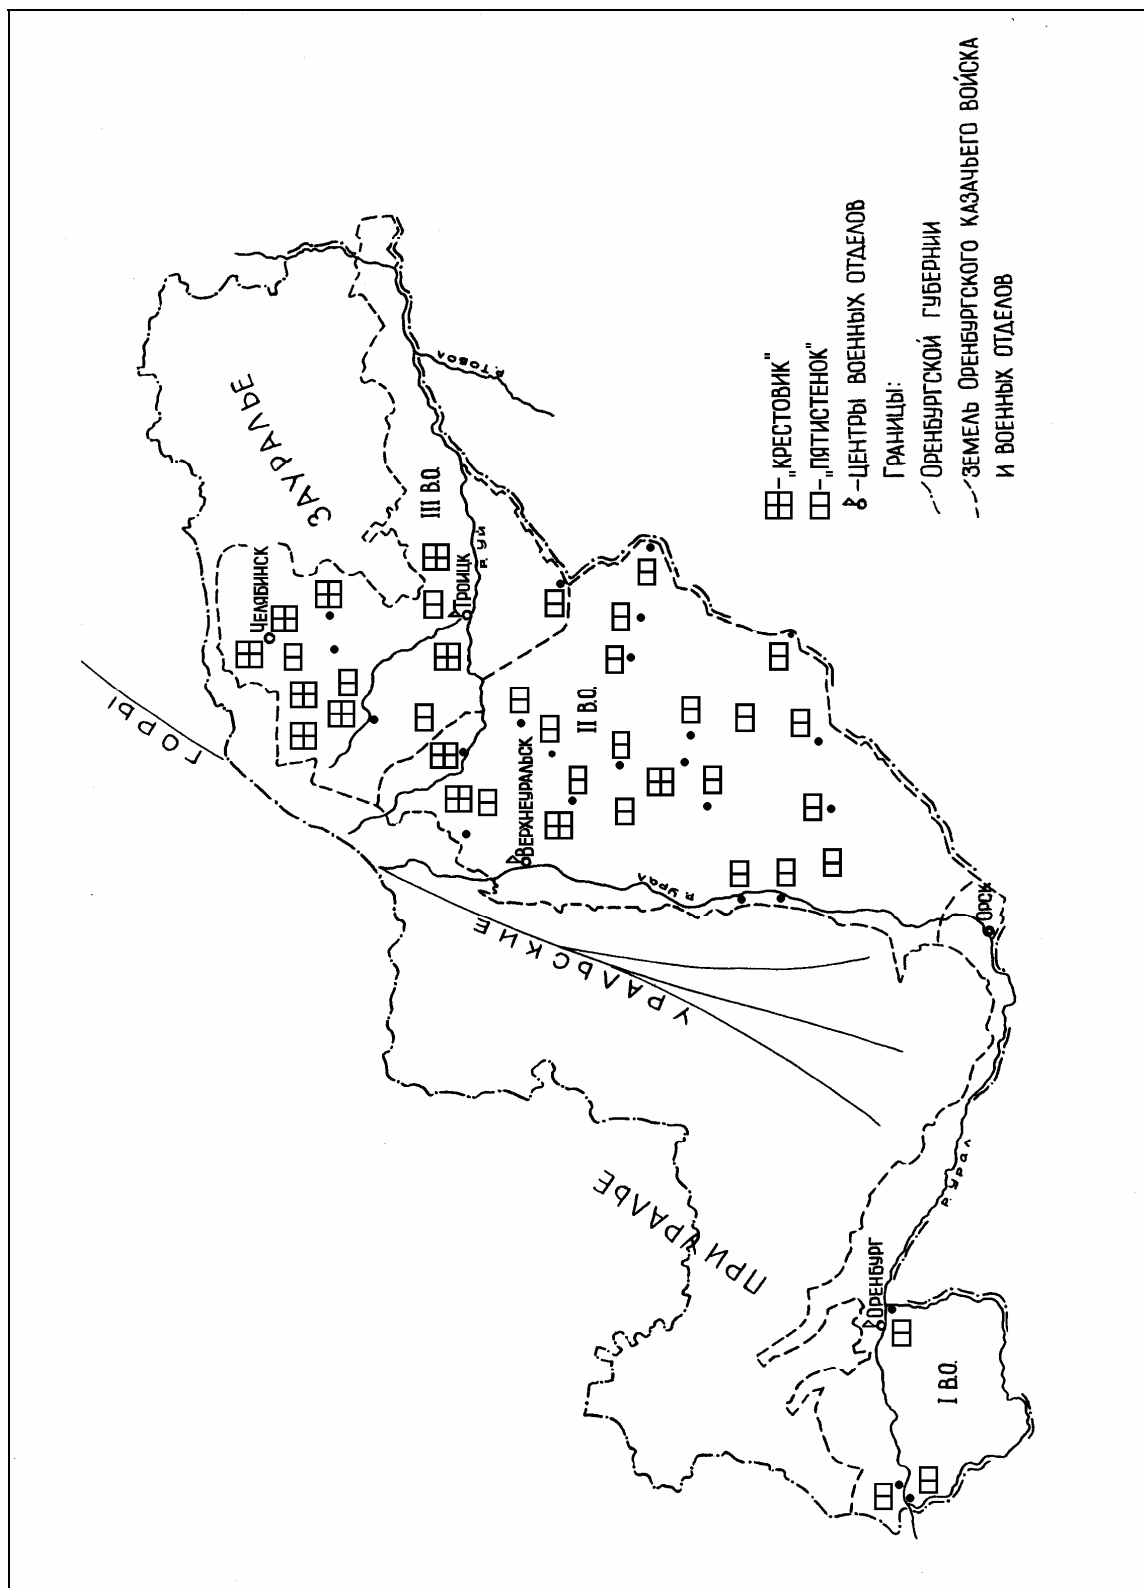 ГОРЫ
УРАЛЬСКИЕ
ЗАУРАЛЬЕ
ПРИУРАЛЬЕ
ЧЕЛЯБИНСК
ТРОИЦК
III В.О.
р. УЙ
р. ТОБОЛ
ВЕРХНЕУРАЛЬСК
II В.О.
р. УРАЛ
ОРСК
р. Урал
ОРЕНБУРГ
I В.О.
– „КРЕСТОВИК"
– „ПЯТИСТЕНОК"
– ЦЕНТРЫ ВОЕННЫХ ОТДЕЛОВ
ГРАНИЦЫ:
ОРЕНБУРГСКОЙ ГУБЕРНИИ
ЗЕМЕЛЬ ОРЕНБУРГСКОГО КАЗАЧЬЕГО ВОЙСКА
И ВОЕННЫХ ОТДЕЛОВ